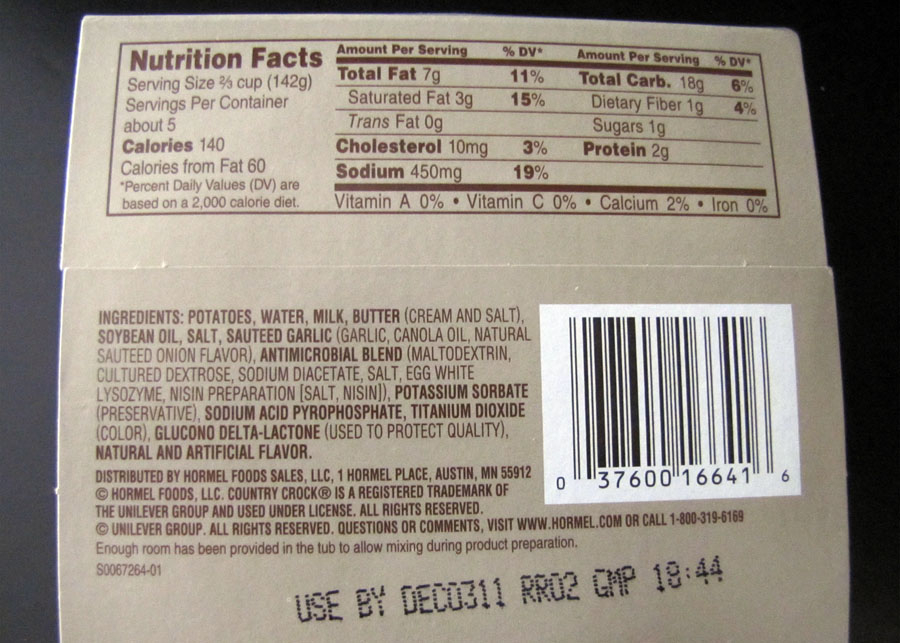 Nutrition Facts
Serving Size ⅔ cup (142g)
Servings Per Container
about 5
Calories 140
Calories from Fat 60
*Percent Daily Values (DV) are
based on a 2,000 calorie diet.
Amount Per Serving % DV* Amount Per Serving % DV*
Total Fat 7g 11% Total Carb. 18g 6%
Saturated Fat 3g 15% Dietary Fiber 1g 4%
Trans Fat 0g Sugars 1g
Cholesterol 10mg 3% Protein 2g
Sodium 450mg 19%
Vitamin A 0% • Vitamin C 0% • Calcium 2% • Iron 0%
INGREDIENTS: POTATOES, WATER, MILK, BUTTER (CREAM AND SALT),
SOYBEAN OIL, SALT, SAUTEED GARLIC (GARLIC, CANOLA OIL, NATURAL
SAUTEED ONION FLAVOR), ANTIMICROBIAL BLEND (MALTODEXTRIN,
CULTURED DEXTROSE, SODIUM DIACETATE, SALT, EGG WHITE
LYSOZYME, NISIN PREPARATION [SALT, NISIN]), POTASSIUM SORBATE
(PRESERVATIVE), SODIUM ACID PYROPHOSPHATE, TITANIUM DIOXIDE
(COLOR), GLUCONO DELTA-LACTONE (USED TO PROTECT QUALITY),
NATURAL AND ARTIFICIAL FLAVOR.
DISTRIBUTED BY HORMEL FOODS SALES, LLC, 1 HORMEL PLACE, AUSTIN, MN 55912
© HORMEL FOODS, LLC. COUNTRY CROCK® IS A REGISTERED TRADEMARK OF
THE UNILEVER GROUP AND USED UNDER LICENSE. ALL RIGHTS RESERVED.
© UNILEVER GROUP. ALL RIGHTS RESERVED. QUESTIONS OR COMMENTS, VISIT WWW.HORMEL.COM OR CALL 1-800-319-6169
Enough room has been provided in the tub to allow mixing during product preparation.
S0067264-01
0 37600 16641 6
USE BY DEC0311 RR02 GMP 18:44